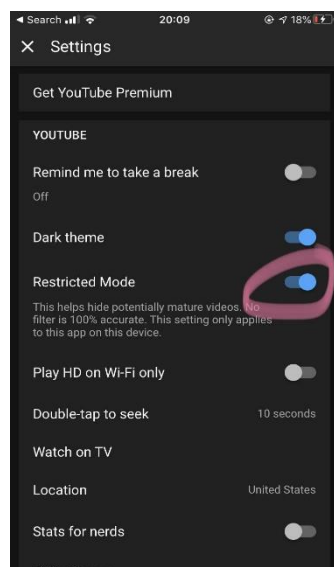 Search 20:09 18%
Settings
Get YouTube Premium
YOUTUBE
Remind me to take a break
Off
Dark theme
Restricted Mode
This helps hide potentially mature videos. No
filter is 100% accurate. This setting only applies
to this app on this device.
Play HD on Wi-Fi only
Double-tap to seek 10 seconds
Watch on TV
Location United States
Stats for nerds